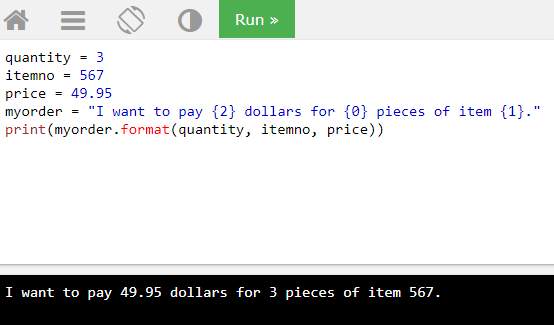 Run »
quantity = 3
itemno = 567
price = 49.95
myorder = "I want to pay {2} dollars for {0} pieces of item {1}."
print(myorder.format(quantity, itemno, price))
I want to pay 49.95 dollars for 3 pieces of item 567.